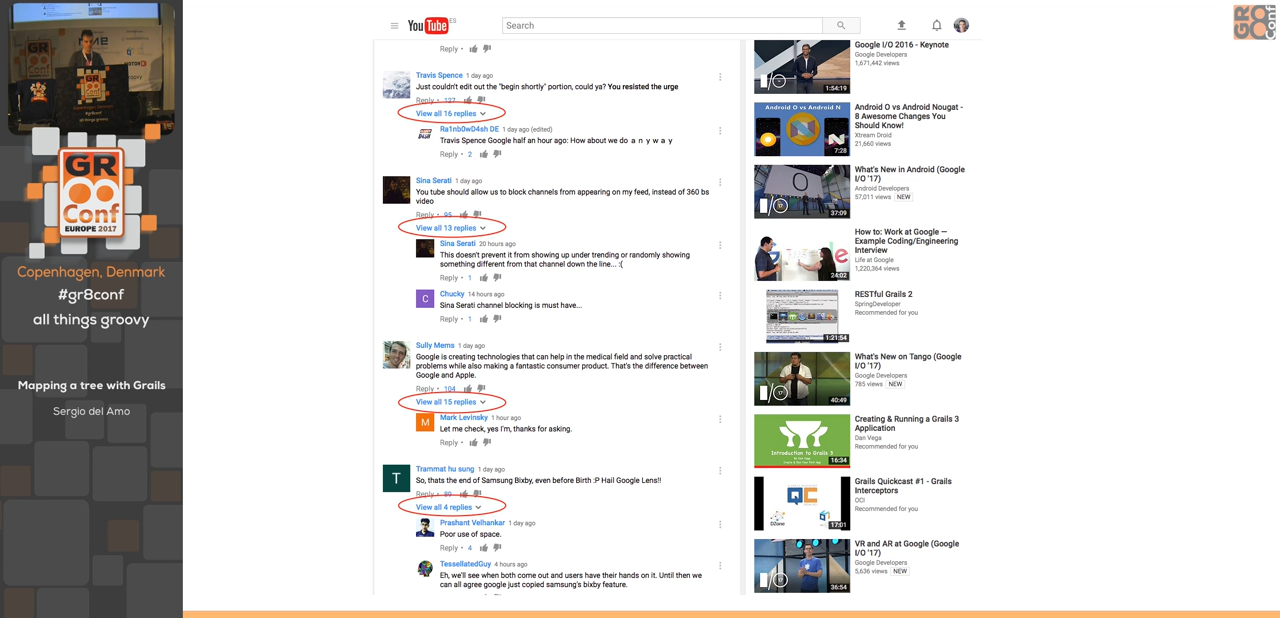 GR
Conf
EUROPE 2017
Copenhagen, Denmark
#gr8conf
all things groovy
Mapping a tree with Grails
Sergio del Amo
YouTube ES
Search
Reply •
Travis Spence 1 day ago
Just couldn't edit out the "begin shortly" portion, could ya? You resisted the urge
Reply • 127
View all 16 replies
Ra1nb0wD4sh DE 1 day ago (edited)
Travis Spence Google half an hour ago: How about we do a n y w a y
Reply • 2
Sina Serati 1 day ago
You tube should allow us to block channels from appearing on my feed, instead of 360 bs
video
Reply • 95
View all 13 replies
Sina Serati 20 hours ago
This doesn't prevent it from showing up under trending or randomly showing
something different from that channel down the line... :(
Reply • 1
C
Chucky 14 hours ago
Sina Serati channel blocking is must have...
Reply • 1
Sully Mems 1 day ago
Google is creating technologies that can help in the medical field and solve practical
problems while also making a fantastic consumer product. That's the difference between
Google and Apple.
Reply • 104
View all 15 replies
M
Mark Levinsky 1 hour ago
Let me check, yes I'm, thanks for asking.
Reply •
T
Trammat hu sung 1 day ago
So, thats the end of Samsung Bixby, even before Birth :P Hail Google Lens!!
Reply • 89
View all 4 replies
Prashant Velhankar 1 day ago
Poor use of space.
Reply • 4
TessellatedGuy 4 hours ago
Eh, we'll see when both come out and users have their hands on it. Until then we
can all agree google just copied samsung's bixby feature.
1:54:19
Google I/O 2016 - Keynote
Google Developers
1,671,442 views
Android O vs Android N
7:28
Android O vs Android Nougat -
8 Awesome Changes You
Should Know!
Xtream Droid
21,660 views
17
37:09
What's New in Android (Google
I/O '17)
Android Developers
57,011 views NEW
24:02
How to: Work at Google —
Example Coding/Engineering
Interview
Life at Google
1,220,364 views
1:21:54
RESTful Grails 2
SpringDeveloper
Recommended for you
17
40:49
What's New on Tango (Google
I/O '17)
Google Developers
785 views NEW
Introduction to Grails 3
16:34
Creating & Running a Grails 3
Application
Dan Vega
Recommended for you
QC
DZone
17:01
Grails Quickcast #1 - Grails
Interceptors
OCI
Recommended for you
17
36:54
VR and AR at Google (Google
I/O '17)
Google Developers
5,636 views NEW
GR
Conf